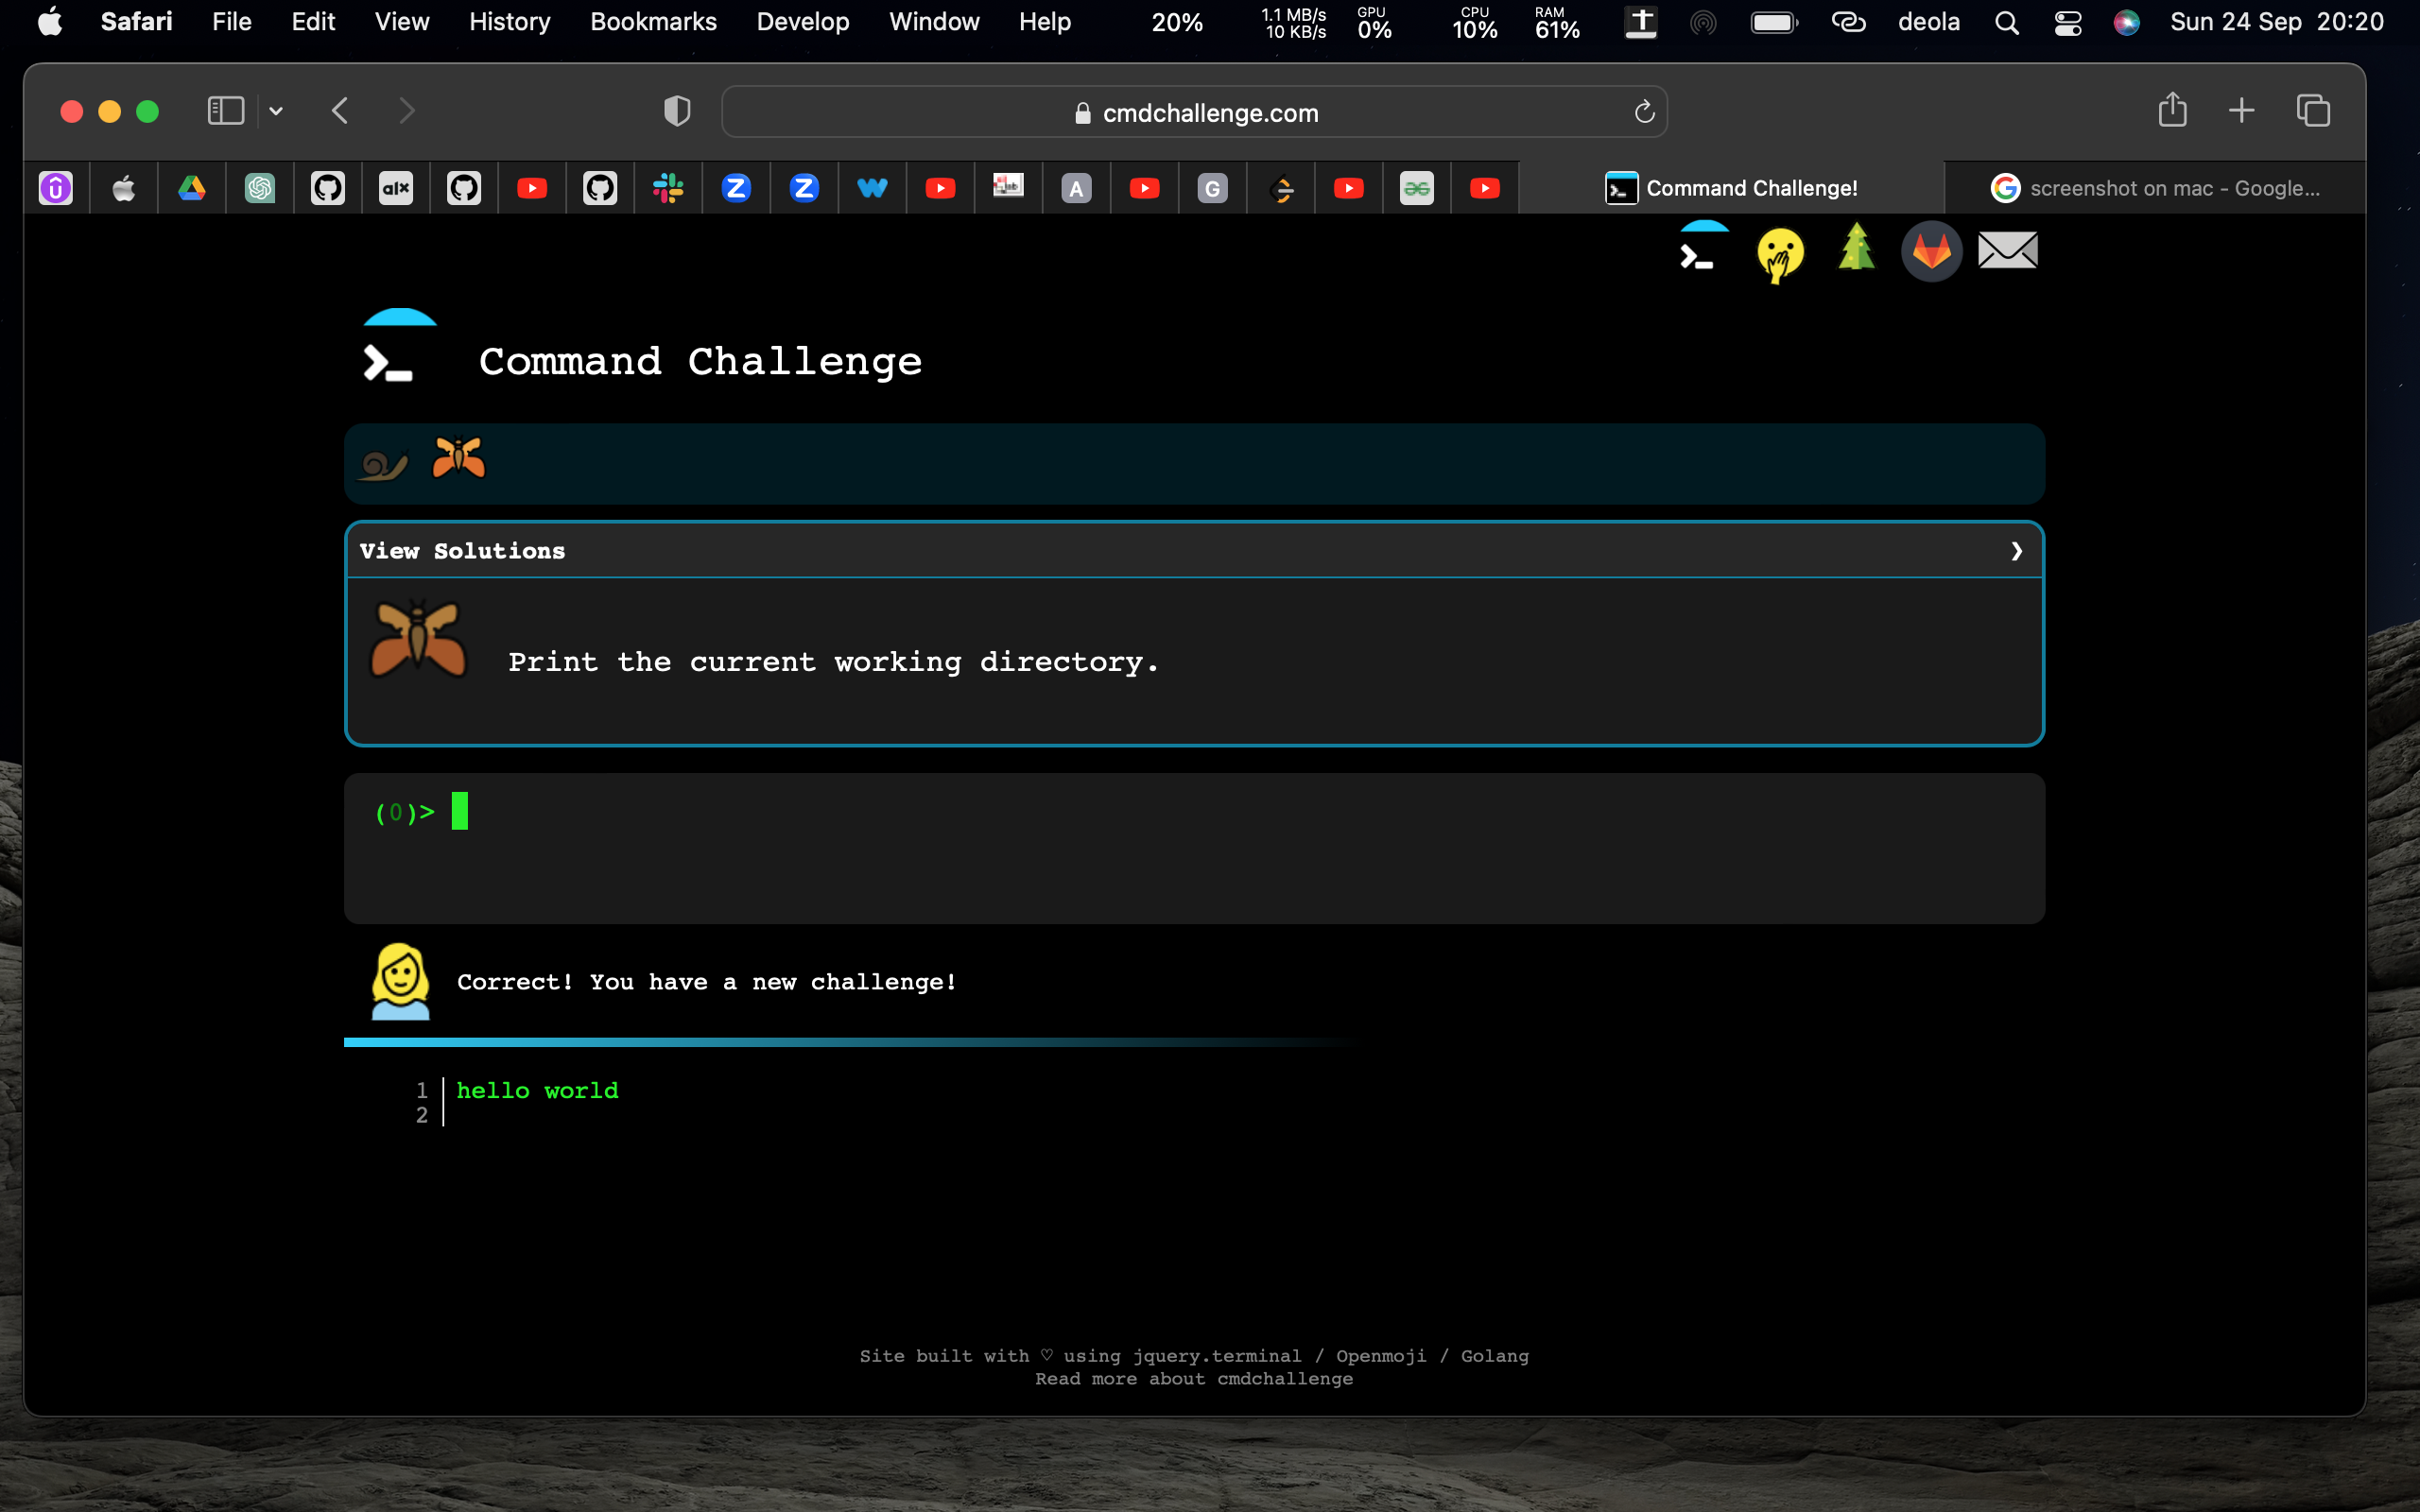 Safari File Edit View History Bookmarks Develop Window Help 20% 1.1 MB/s 10 KB/s GPU 0% CPU 10% RAM 61% deola Sun 24 Sep 20:20
cmdchallenge.com
alx A G Command Challenge! screenshot on mac - Google...
Command Challenge
View Solutions
Print the current working directory.
(0)>
Correct! You have a new challenge!
1 hello world
2
Site built with ♡ using jquery.terminal / Openmoji / Golang
Read more about cmdchallenge